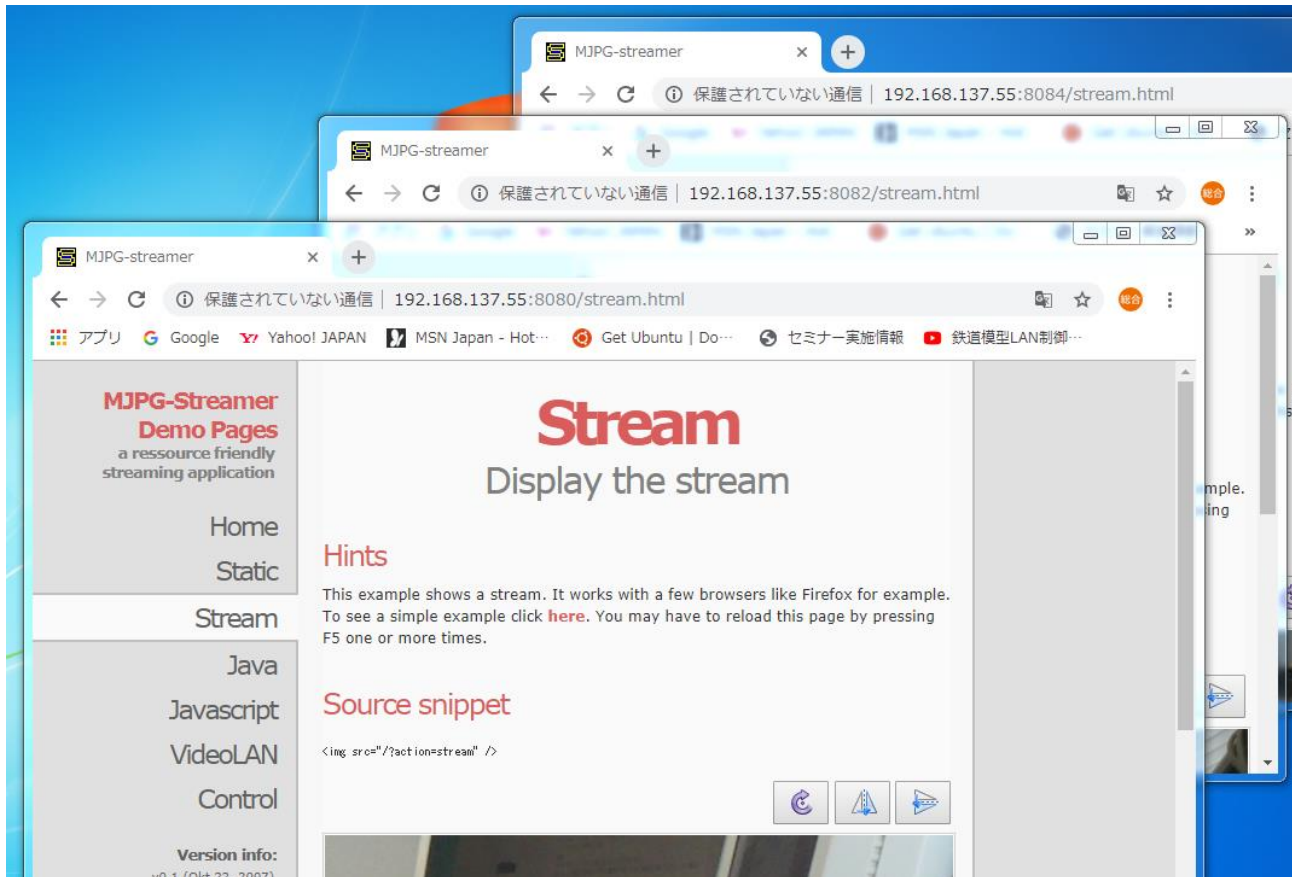 MJPG-streamer
保護されていない通信 192.168.137.55:8084/stream.html
MJPG-streamer
保護されていない通信 192.168.137.55:8082/stream.html
総合
MJPG-streamer
保護されていない通信 192.168.137.55:8080/stream.html
総合
アプリ Google Yahoo! JAPAN MSN Japan - Hot… Get Ubuntu | Do… セミナー実施情報 鉄道模型LAN制御…
MJPG-Streamer
Demo Pages
a ressource friendly
streaming application
Home
Static
Stream
Java
Javascript
VideoLAN
Control
Version info:
v0.1 (Okt 22, 2007)
Stream
Display the stream
Hints
This example shows a stream. It works with a few browsers like Firefox for example.
To see a simple example click here. You may have to reload this page by pressing
F5 one or more times.
Source snippet
<img src="/?action=stream" />
mple.
ing